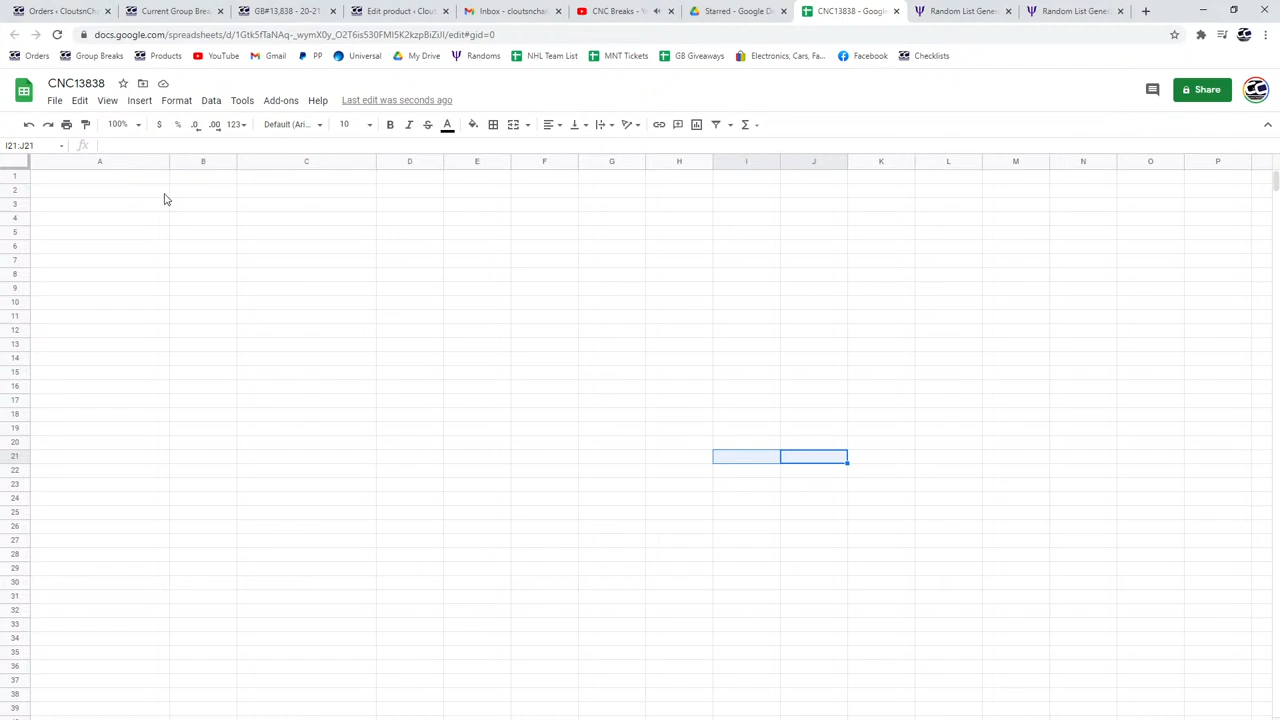 Orders ‹ CloutsnCh
Current Group Brea
GB#13,838 - 20-21
Edit product ‹ Clouts
Inbox - cloutsnchar
CNC Breaks - Y
Starred - Google D
CNC13838 - Google
Random List Gener
Random List Gener
docs.google.com/spreadsheets/d/1Gtk5fTaNAq-_wymX0y_O2T6is530FMI5K2kzpBiZiUI/edit#gid=0
Orders Group Breaks Products YouTube Gmail PP Universal My Drive Randoms NHL Team List MNT Tickets GB Giveaways Electronics, Cars, Fa... Facebook Checklists
CNC13838
Share
File Edit View Insert Format Data Tools Add-ons Help Last edit was seconds ago
100% $ % .0 .00 123 Default (Ari... 10 B I S A Σ
I21:J21 fx
A B C D E F G H I J K L M N O P
1
2
3
4
5
6
7
8
9
10
11
12
13
14
15
16
17
18
19
20
21
22
23
24
25
26
27
28
29
30
31
32
33
34
35
36
37
38
39